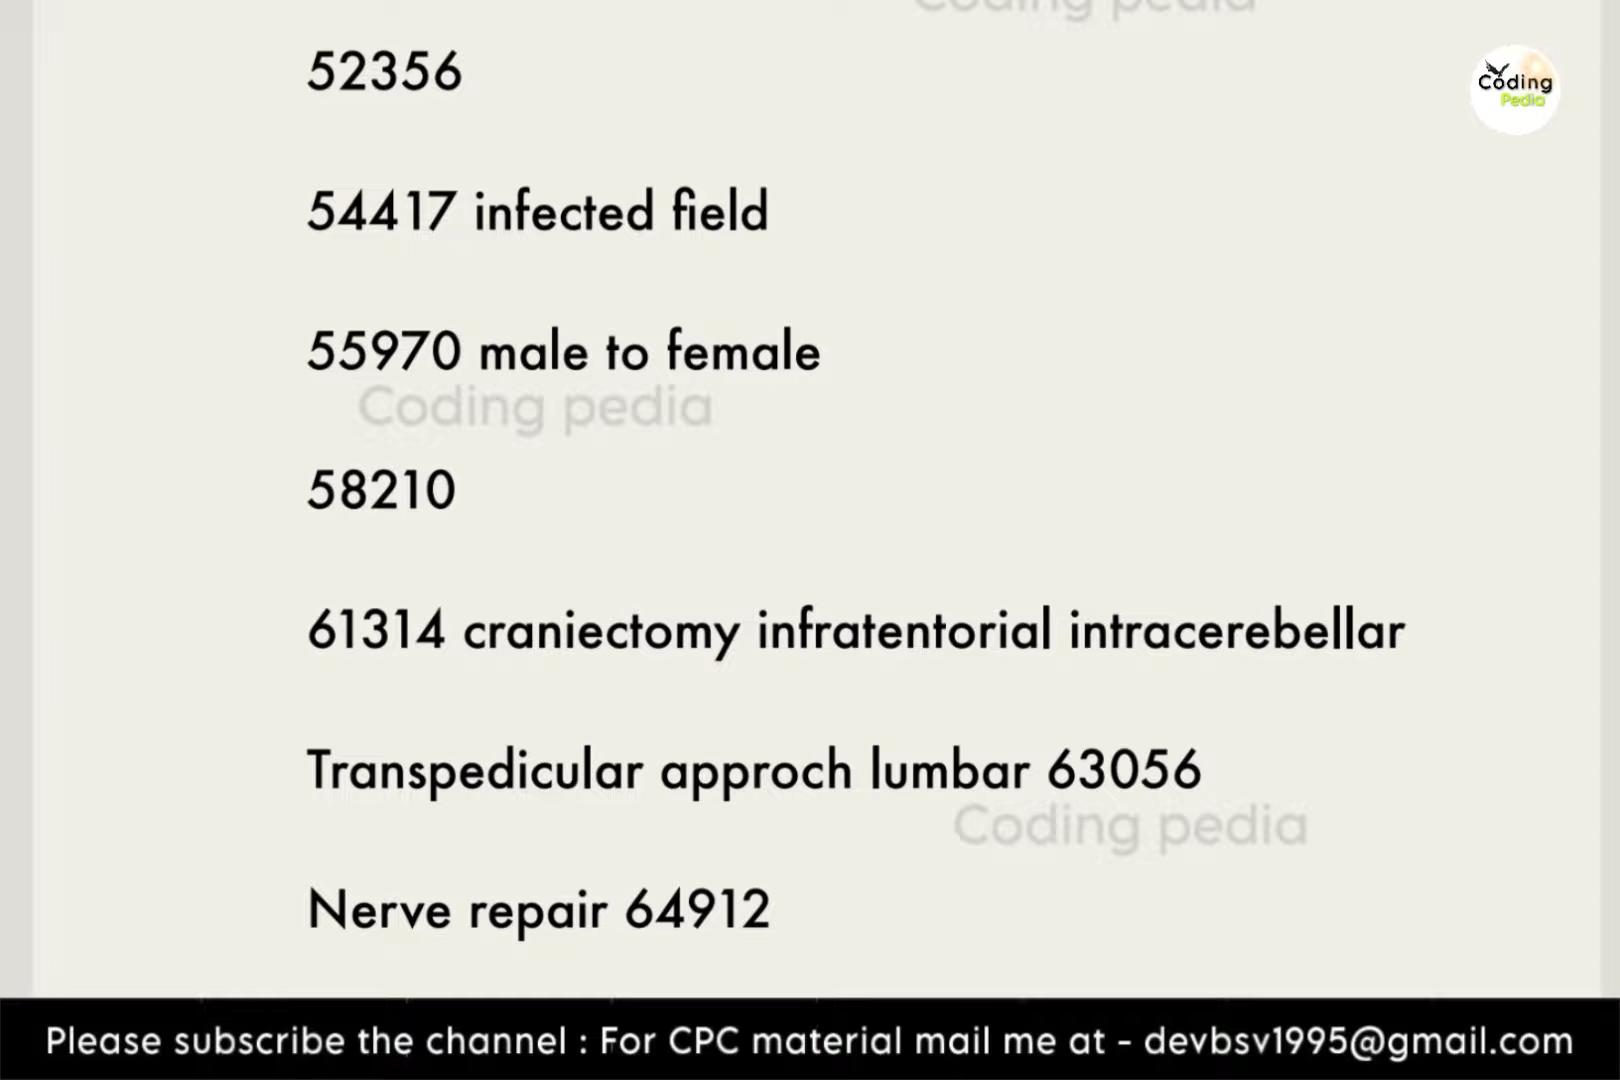 Coding pedia
52356
Coding
Pedia
54417 infected field
55970 male to female
Coding pedia
58210
61314 craniectomy infratentorial intracerebellar
Transpedicular approch lumbar 63056
Coding pedia
Nerve repair 64912
Please subscribe the channel : For CPC material mail me at - devbsv1995@gmail.com